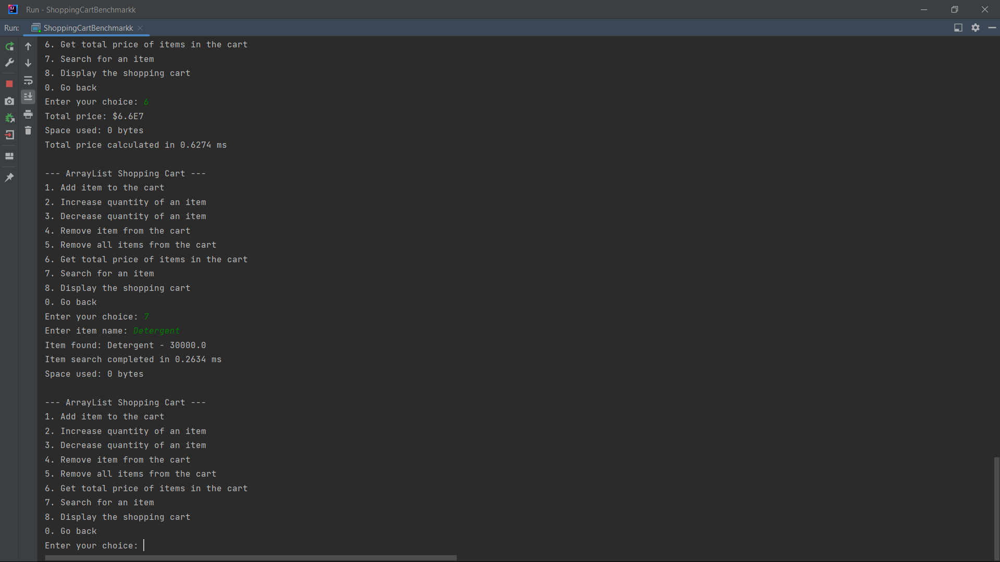 Run - ShoppingCartBenchmarkk
Run: ShoppingCartBenchmarkk
6. Get total price of items in the cart
7. Search for an item
8. Display the shopping cart
0. Go back
Enter your choice: 6
Total price: $6.6E7
Space used: 0 bytes
Total price calculated in 0.6274 ms
--- ArrayList Shopping Cart ---
1. Add item to the cart
2. Increase quantity of an item
3. Decrease quantity of an item
4. Remove item from the cart
5. Remove all items from the cart
6. Get total price of items in the cart
7. Search for an item
8. Display the shopping cart
0. Go back
Enter your choice: 7
Enter item name: Detergent
Item found: Detergent - 30000.0
Item search completed in 0.2634 ms
Space used: 0 bytes
--- ArrayList Shopping Cart ---
1. Add item to the cart
2. Increase quantity of an item
3. Decrease quantity of an item
4. Remove item from the cart
5. Remove all items from the cart
6. Get total price of items in the cart
7. Search for an item
8. Display the shopping cart
0. Go back
Enter your choice: